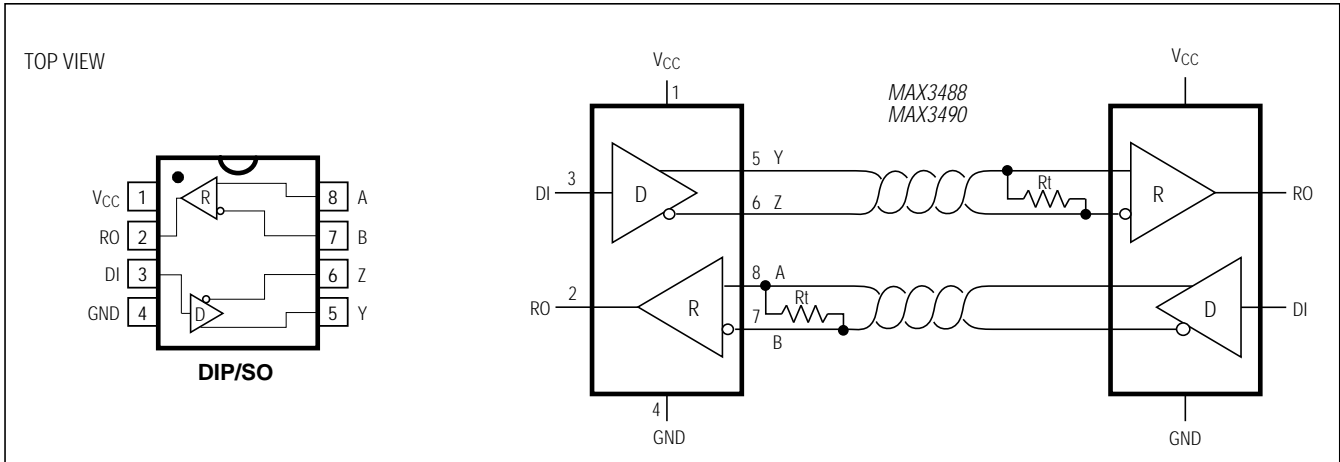 TOP VIEW
VCC 1
RO 2
DI 3
GND 4
8 A
7 B
6 Z
5 Y
R
D
DIP/SO
MAX3488
MAX3490
VCC
1
DI 3
D
5 Y
6 Z
Rt
RO 2
R
8 A
Rt
7
B
4
GND
VCC
R
RO
D
DI
GND